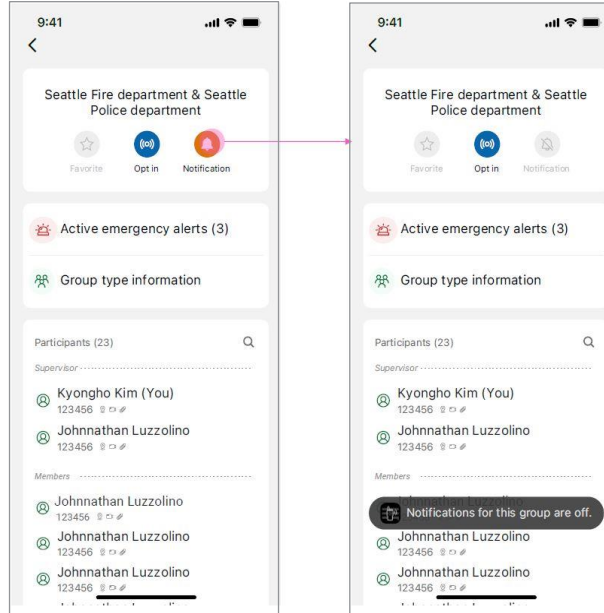 9:41
Seattle Fire department & Seattle
Police department
Favorite
Opt in
Notification
Active emergency alerts (3)
Group type information
Participants (23)
Supervisor
Kyongho Kim (You)
123456
Johnnathan Luzzolino
123456
Members
Johnnathan Luzzolino
123456
Johnnathan Luzzolino
123456
Johnnathan Luzzolino
123456
9:41
Seattle Fire department & Seattle
Police department
Favorite
Opt in
Notification
Active emergency alerts (3)
Group type information
Participants (23)
Supervisor
Kyongho Kim (You)
123456
Johnnathan Luzzolino
123456
Members
Notifications for this group are off.
Johnnathan Luzzolino
123456
Johnnathan Luzzolino
123456